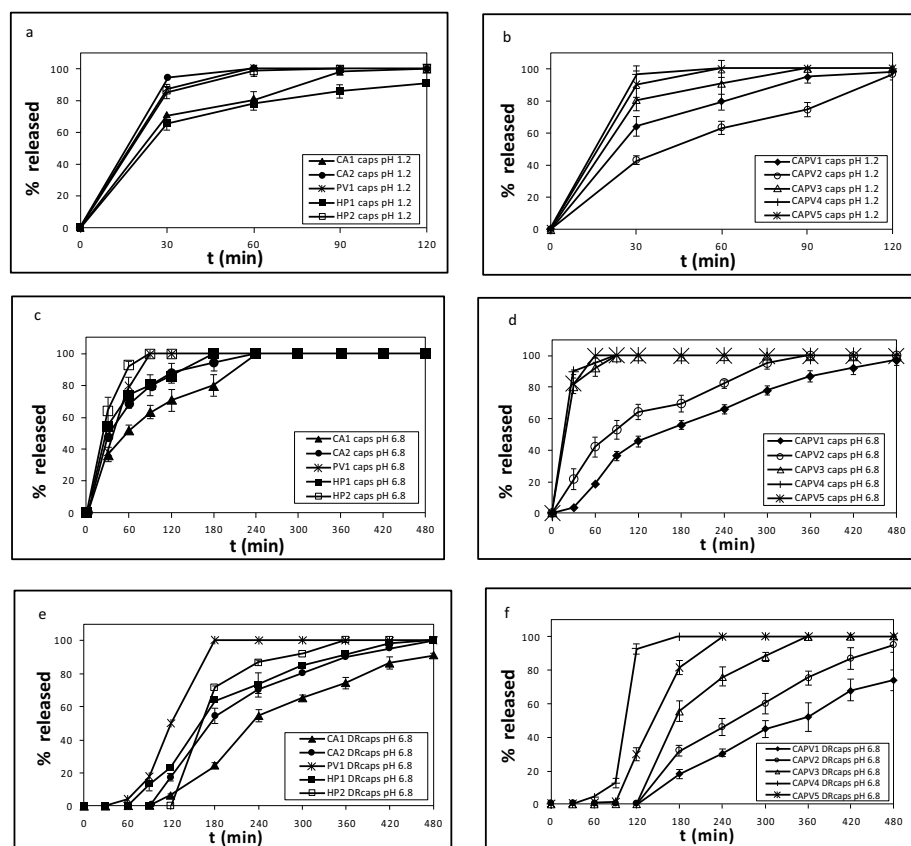 a
% released
100
80
60
40
20
0
0 30 60 90 120
t (min)
CA1 caps pH 1.2
CA2 caps pH 1.2
PV1 caps pH 1.2
HP1 caps pH 1.2
HP2 caps pH 1.2
b
% released
100
80
60
40
20
0
0 30 60 90 120
t (min)
CAPV1 caps pH 1.2
CAPV2 caps pH 1.2
CAPV3 caps pH 1.2
CAPV4 caps pH 1.2
CAPV5 caps pH 1.2
c
% released
100
80
60
40
20
0
0 60 120 180 240 300 360 420 480
t (min)
CA1 caps pH 6.8
CA2 caps pH 6.8
PV1 caps pH 6.8
HP1 caps pH 6.8
HP2 caps pH 6.8
d
% released
100
80
60
40
20
0
0 60 120 180 240 300 360 420 480
t (min)
CAPV1 caps pH 6.8
CAPV2 caps pH 6.8
CAPV3 caps pH 6.8
CAPV4 caps pH 6.8
CAPV5 caps pH 6.8
e
% released
100
80
60
40
20
0
0 60 120 180 240 300 360 420 480
t (min)
CA1 DRcaps pH 6.8
CA2 DRcaps pH 6.8
PV1 DRcaps pH 6.8
HP1 DRcaps pH 6.8
HP2 DRcaps pH 6.8
f
% released
100
80
60
40
20
0
0 60 120 180 240 300 360 420 480
t (min)
CAPV1 DRcaps pH 6.8
CAPV2 DRcaps pH 6.8
CAPV3 DRcaps pH 6.8
CAPV4 DRcaps pH 6.8
CAPV5 DRcaps pH 6.8